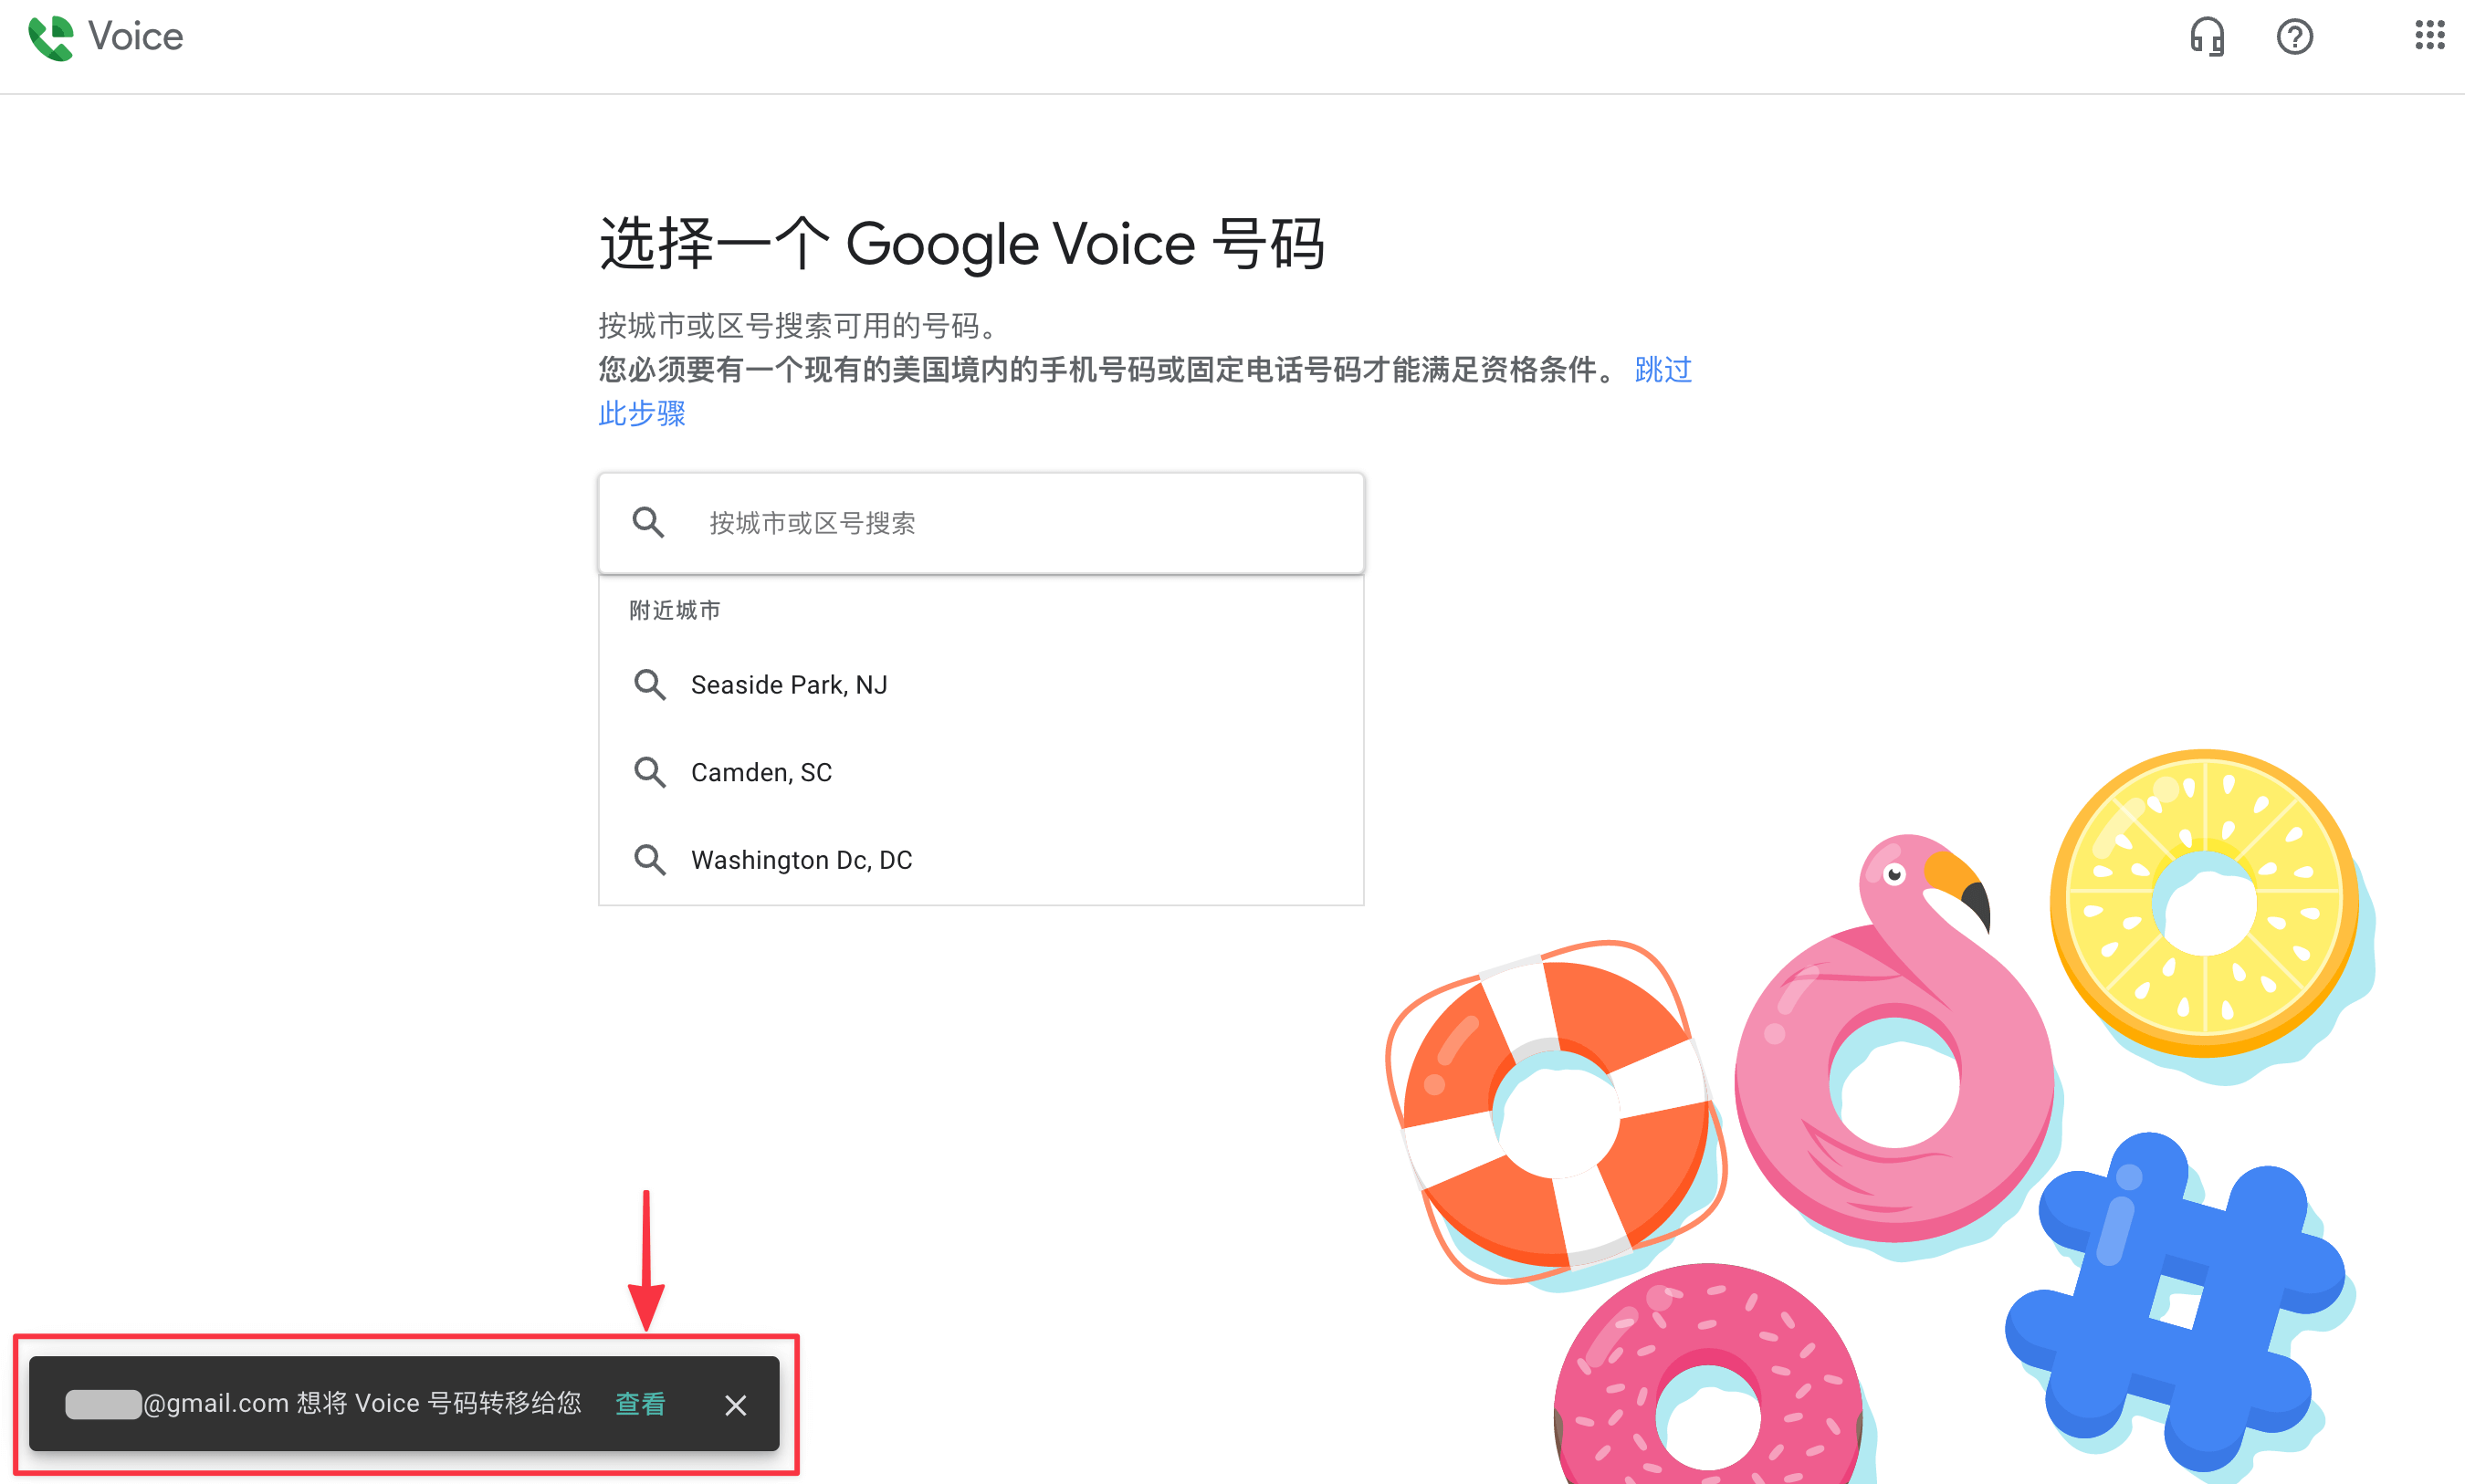 Voice
选择一个 Google Voice 号码
按城市或区号搜索可用的号码。
您必须要有一个现有的美国境内的手机号码或固定电话号码才能满足资格条件。 跳过
此步骤
按城市或区号搜索
附近城市
Seaside Park, NJ
Camden, SC
Washington Dc, DC
@gmail.com 想将 Voice 号码转移给您 查看